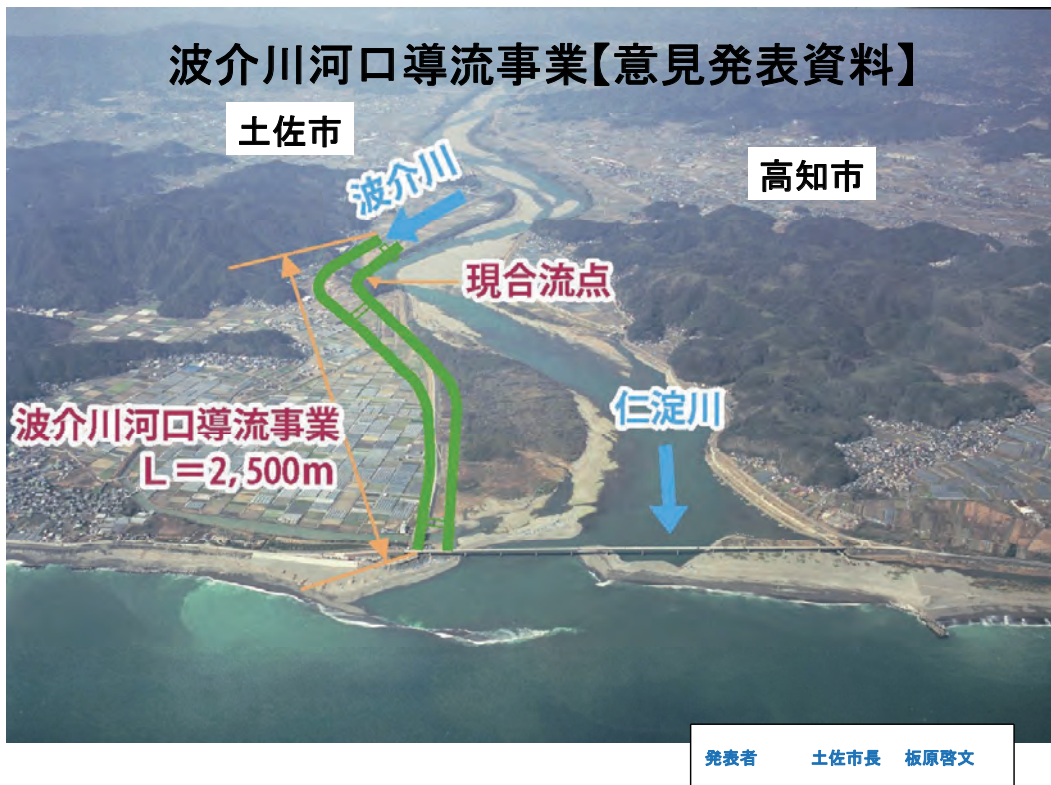 波介川河口導流事業【意見発表資料】
土佐市
高知市
波介川
現合流点
仁淀川
波介川河口導流事業
L=2,500m
発表者 土佐市長 板原啓文